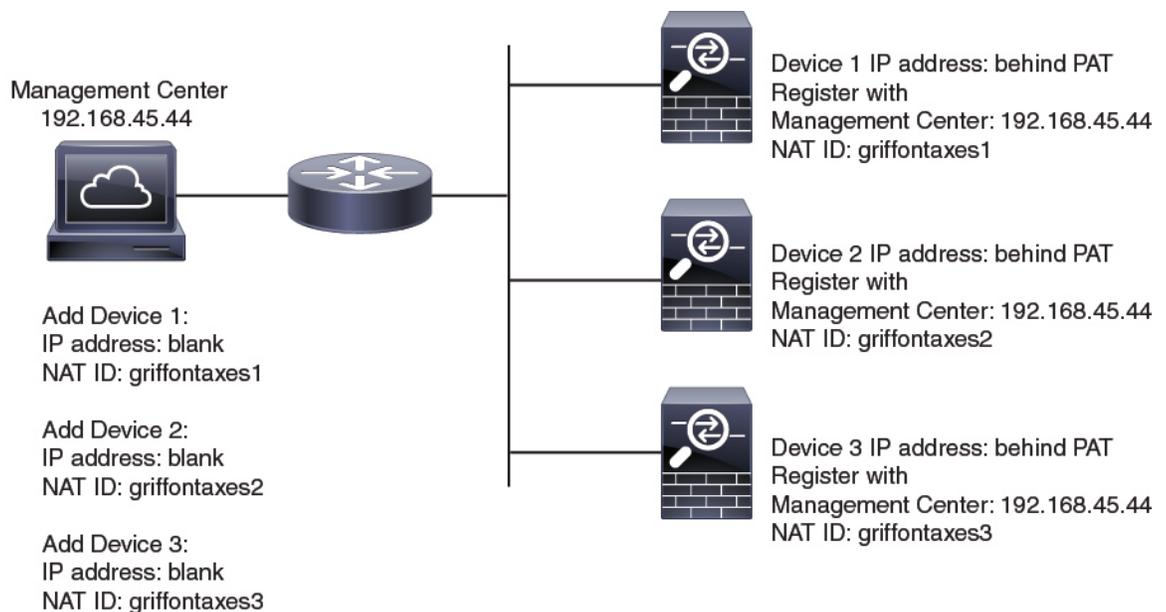 Management Center
192.168.45.44
Add Device 1:
IP address: blank
NAT ID: griffontaxes1
Add Device 2:
IP address: blank
NAT ID: griffontaxes2
Add Device 3:
IP address: blank
NAT ID: griffontaxes3
Device 1 IP address: behind PAT
Register with
Management Center: 192.168.45.44
NAT ID: griffontaxes1
Device 2 IP address: behind PAT
Register with
Management Center: 192.168.45.44
NAT ID: griffontaxes2
Device 3 IP address: behind PAT
Register with
Management Center: 192.168.45.44
NAT ID: griffontaxes3